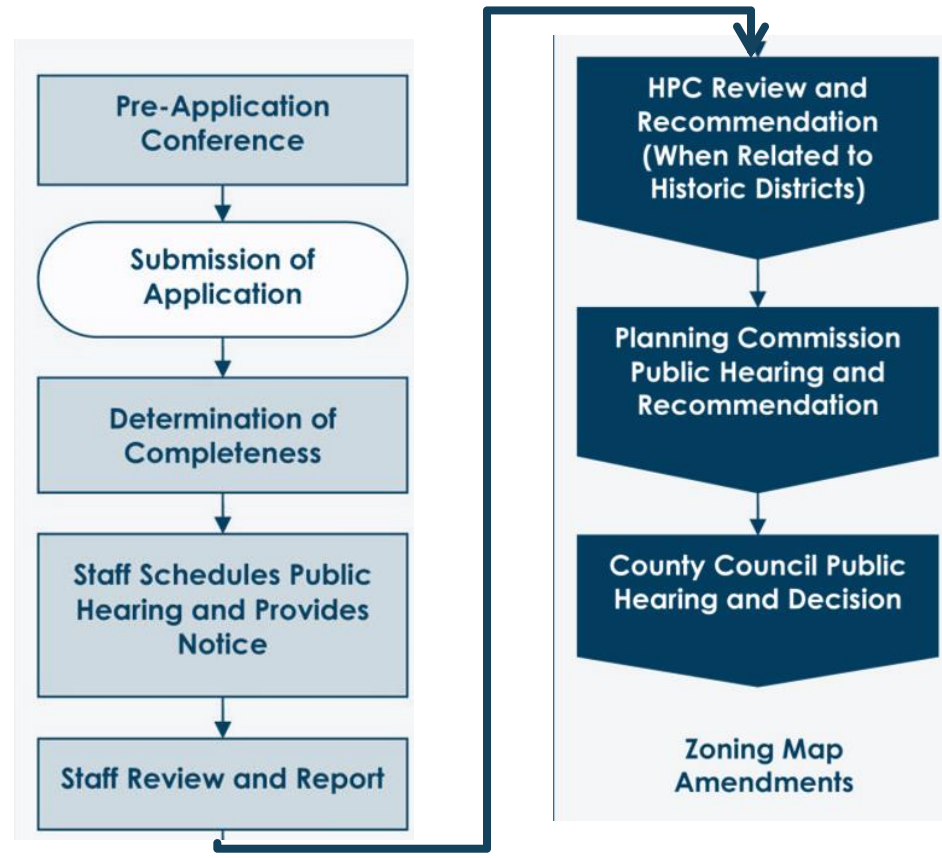 Pre-Application
Conference
Submission of
Application
Determination of
Completeness
Staff Schedules Public
Hearing and Provides
Notice
Staff Review and Report
HPC Review and
Recommendation
(When Related to
Historic Districts)
Planning Commission
Public Hearing and
Recommendation
County Council Public
Hearing and Decision
Zoning Map
Amendments